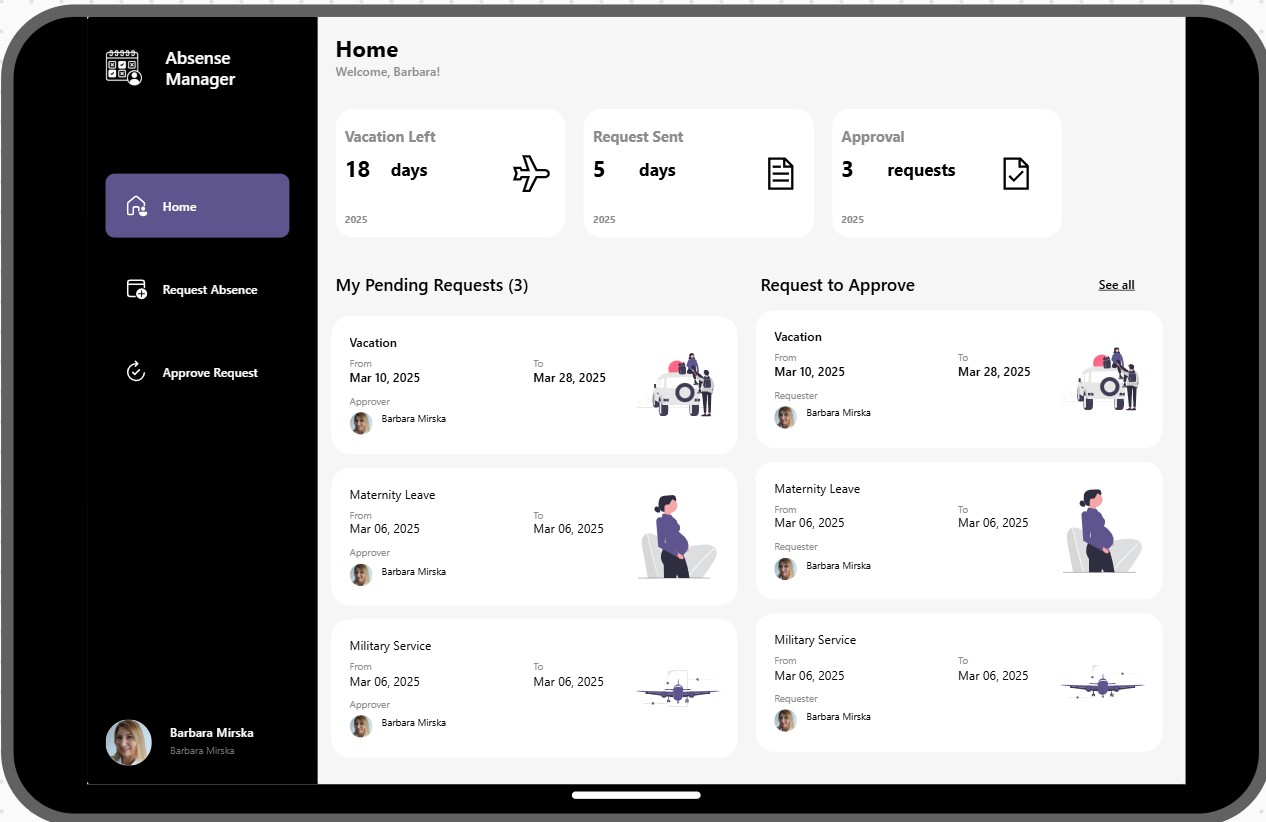 Absense
Manager
Home
Request Absence
Approve Request
Barbara Mirska
Barbara Mirska
Home
Welcome, Barbara!
Vacation Left
18 days
2025
Request Sent
5 days
2025
Approval
3 requests
2025
My Pending Requests (3)
Vacation
From To
Mar 10, 2025 Mar 28, 2025
Approver
Barbara Mirska
Maternity Leave
From To
Mar 06, 2025 Mar 06, 2025
Approver
Barbara Mirska
Military Service
From To
Mar 06, 2025 Mar 06, 2025
Approver
Barbara Mirska
Request to Approve See all
Vacation
From To
Mar 10, 2025 Mar 28, 2025
Requester
Barbara Mirska
Maternity Leave
From To
Mar 06, 2025 Mar 06, 2025
Requester
Barbara Mirska
Military Service
From To
Mar 06, 2025 Mar 06, 2025
Requester
Barbara Mirska